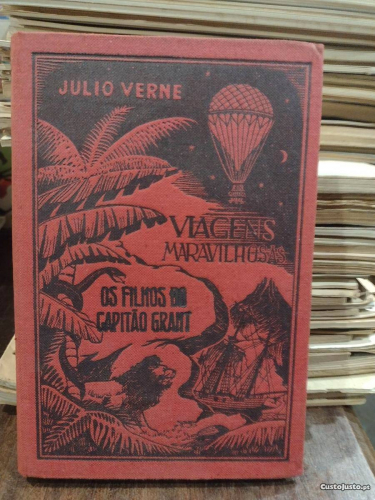 JULIO VERNE
VIAGENS
MARAVILHOSAS
OS FILHOS DO
CAPITÃO GRANT
CustoJusto.pt